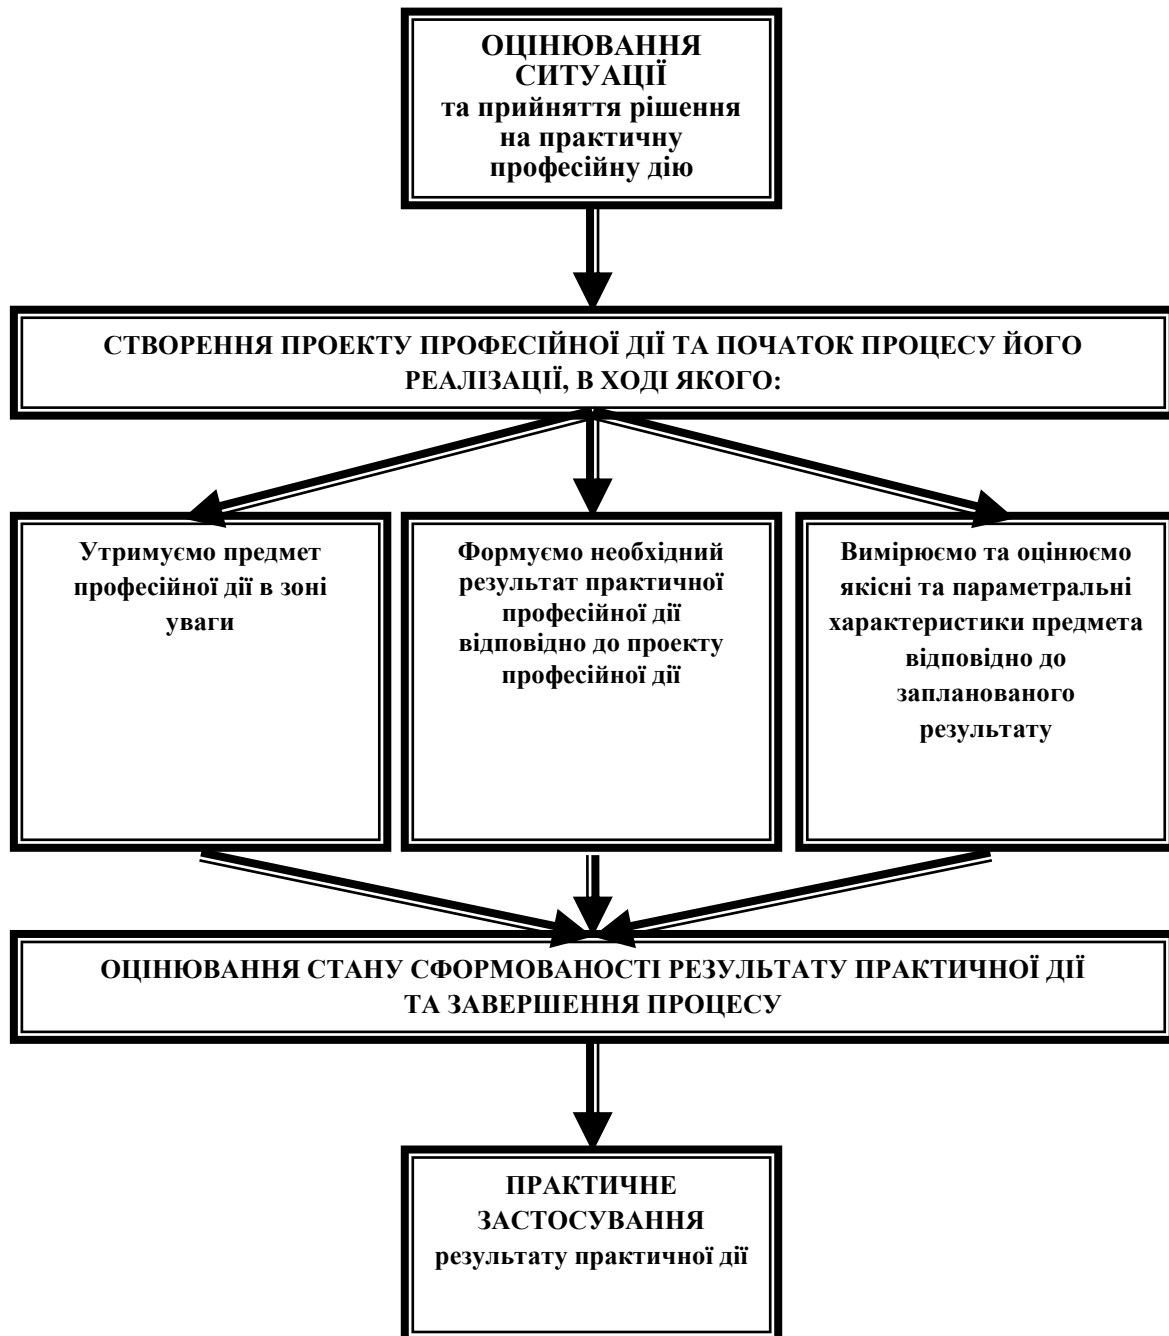 ОЦІНЮВАННЯ
СИТУАЦІЇ
та прийняття рішення
на практичну
професійну дію
СТВОРЕННЯ ПРОЕКТУ ПРОФЕСІЙНОЇ ДІЇ ТА ПОЧАТОК ПРОЦЕСУ ЙОГО
РЕАЛІЗАЦІЇ, В ХОДІ ЯКОГО:
Утримуємо предмет
професійної дії в зоні
уваги
Формуємо необхідний
результат практичної
професійної дії
відповідно до проекту
професійної дії
Вимірюємо та оцінюємо
якісні та параметральні
характеристики предмета
відповідно до
запланованого
результату
ОЦІНЮВАННЯ СТАНУ СФОРМОВАНОСТІ РЕЗУЛЬТАТУ ПРАКТИЧНОЇ ДІЇ
ТА ЗАВЕРШЕННЯ ПРОЦЕСУ
ПРАКТИЧНЕ
ЗАСТОСУВАННЯ
результату практичної дії